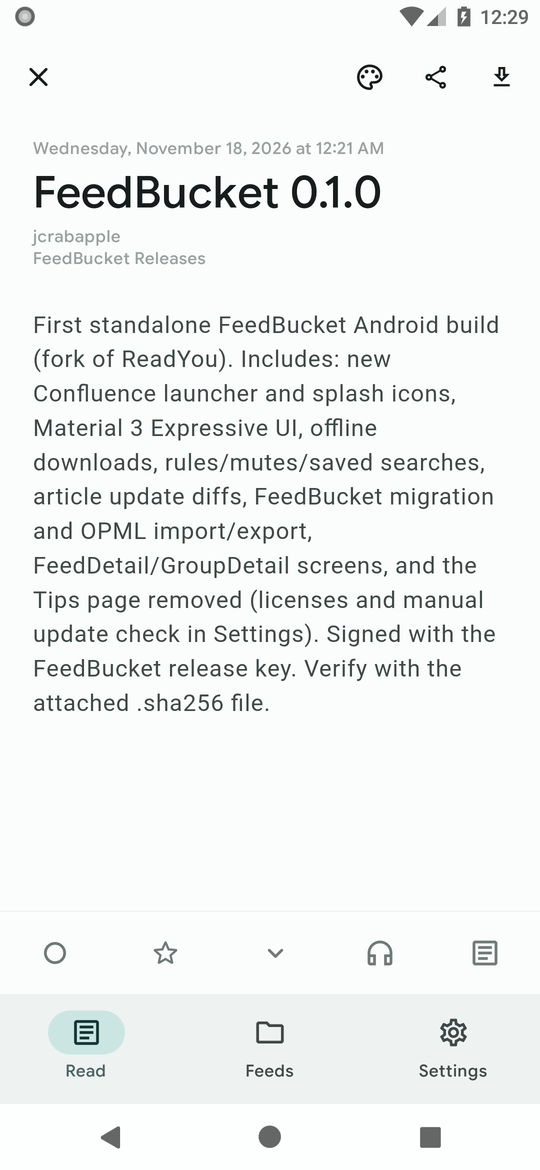 12:29
Wednesday, November 18, 2026 at 12:21 AM
FeedBucket 0.1.0
jcrabapple
FeedBucket Releases
First standalone FeedBucket Android build
(fork of ReadYou). Includes: new
Confluence launcher and splash icons,
Material 3 Expressive UI, offline
downloads, rules/mutes/saved searches,
article update diffs, FeedBucket migration
and OPML import/export,
FeedDetail/GroupDetail screens, and the
Tips page removed (licenses and manual
update check in Settings). Signed with the
FeedBucket release key. Verify with the
attached .sha256 file.
Read
Feeds
Settings